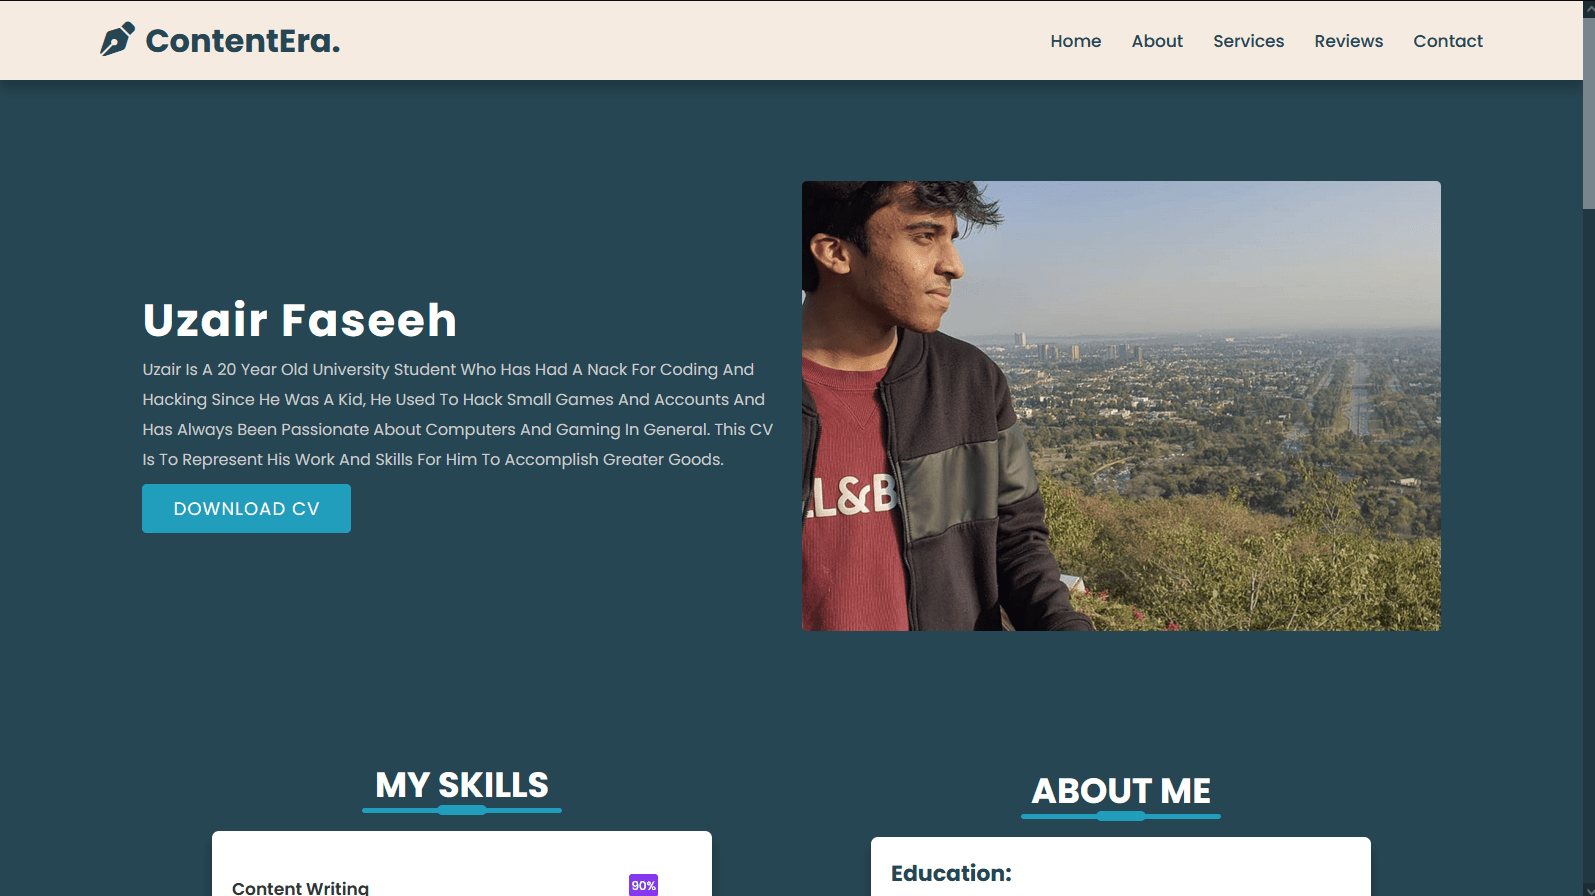 ContentEra.
Home About Services Reviews Contact
Uzair Faseeh
Uzair Is A 20 Year Old University Student Who Has Had A Nack For Coding And
Hacking Since He Was A Kid, He Used To Hack Small Games And Accounts And
Has Always Been Passionate About Computers And Gaming In General. This CV
Is To Represent His Work And Skills For Him To Accomplish Greater Goods.
DOWNLOAD CV
LL&B
MY SKILLS
Content Writing
90%
ABOUT ME
Education: